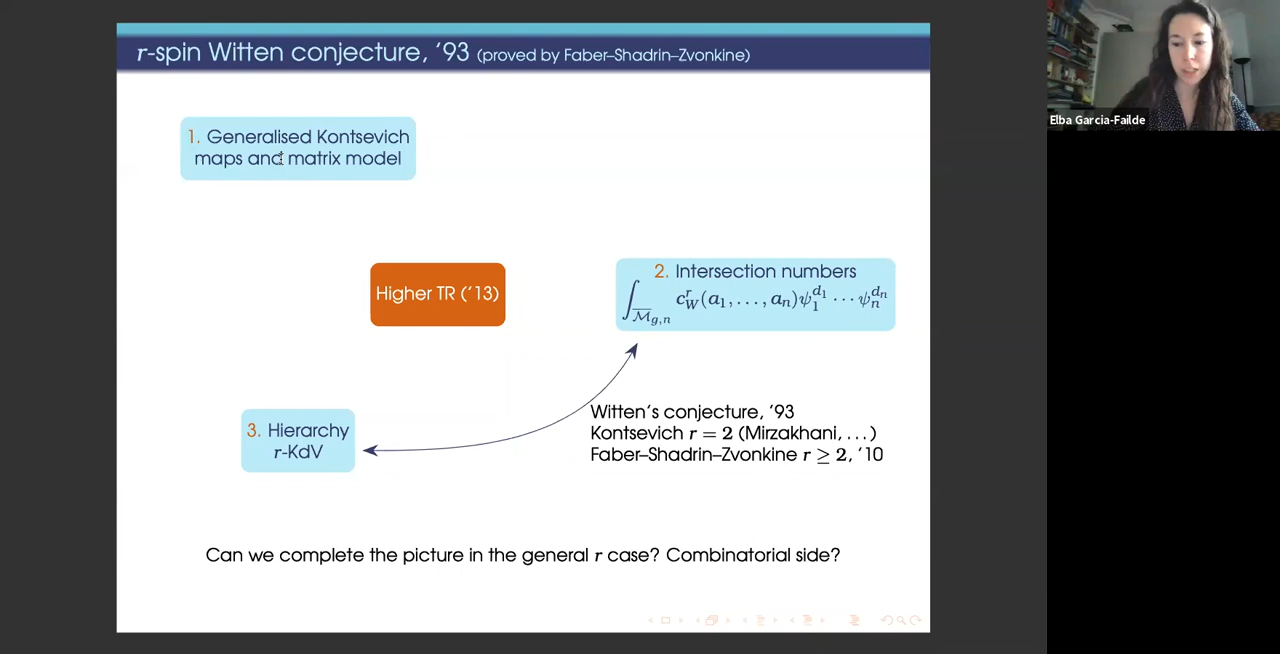 r-spin Witten conjecture, ’93 (proved by Faber–Shadrin–Zvonkine)
Elba Garcia-Failde
1. Generalised Kontsevich
maps and matrix model
Higher TR (’13)
2. Intersection numbers
∫_{\overline{M}_{g,n}} c_W^r(a_1, . . . , a_n)ψ_1^{d_1} · · · ψ_n^{d_n}
3. Hierarchy
r-KdV
Witten’s conjecture, ’93
Kontsevich r = 2 (Mirzakhani, . . .)
Faber–Shadrin–Zvonkine r ≥ 2, ’10
Can we complete the picture in the general r case? Combinatorial side?